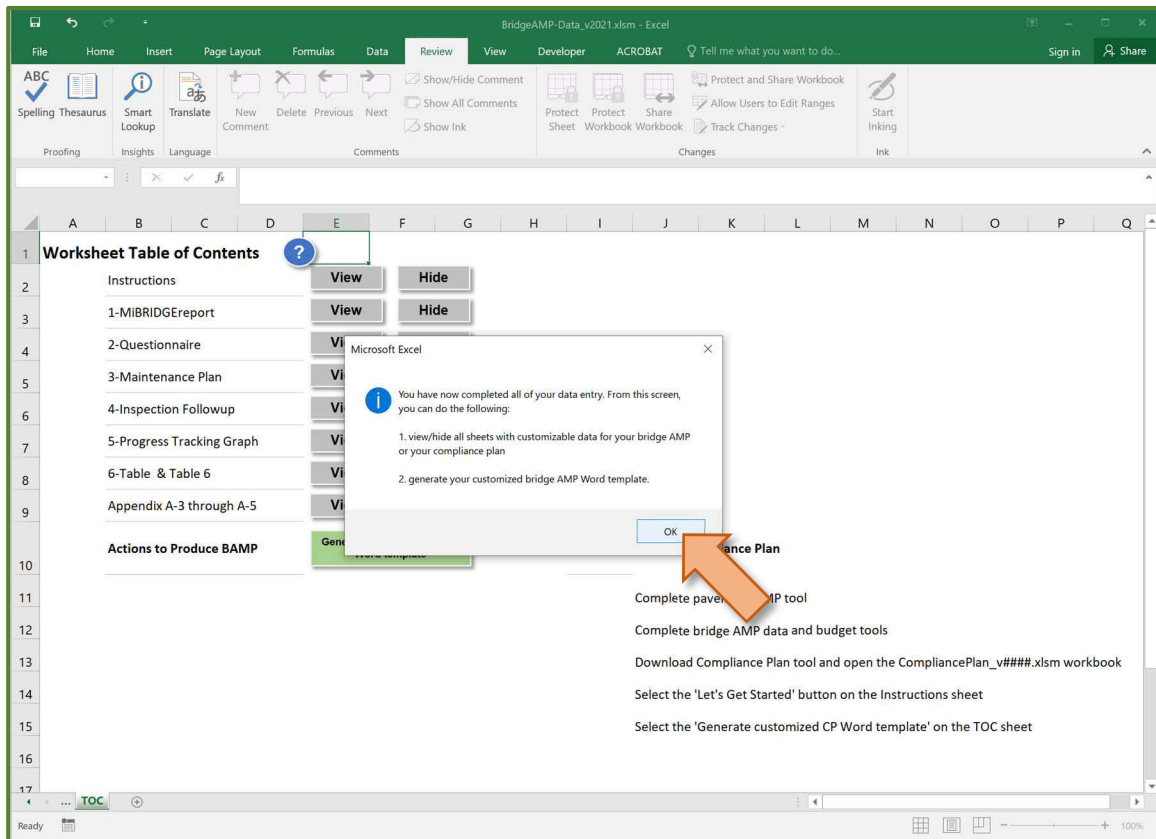 BridgeAMP-Data_v2021.xlsm - Excel
File Home Insert Page Layout Formulas Data Review View Developer ACROBAT Tell me what you want to do... Sign in Share
ABC
Spelling Thesaurus Smart Lookup Translate New Comment Delete Previous Next
Show/Hide Comment
Show All Comments
Show Ink
Protect Sheet Protect Workbook Share Workbook
Protect and Share Workbook
Allow Users to Edit Ranges
Track Changes
Start Inking
Proofing Insights Language Comments Changes Ink
fx
A B C D E F G H I J K L M N O P Q
1 Worksheet Table of Contents ?
2 Instructions View Hide
3 1-MiBRIDGEreport View Hide
4 2-Questionnaire Vi
5 3-Maintenance Plan Vi
6 4-Inspection Followup Vi
7 5-Progress Tracking Graph Vi
8 6-Table & Table 6 Vi
9 Appendix A-3 through A-5 Vi
Microsoft Excel
You have now completed all of your data entry. From this screen,
you can do the following:
1. view/hide all sheets with customizable data for your bridge AMP
or your compliance plan
2. generate your customized bridge AMP Word template.
OK
10 Actions to Produce BAMP Gene Word template ance Plan
11 Complete pave MP tool
12 Complete bridge AMP data and budget tools
13 Download Compliance Plan tool and open the CompliancePlan_v####.xlsm workbook
14 Select the 'Let's Get Started' button on the Instructions sheet
15 Select the 'Generate customized CP Word template' on the TOC sheet
16
17
... TOC
Ready 100%